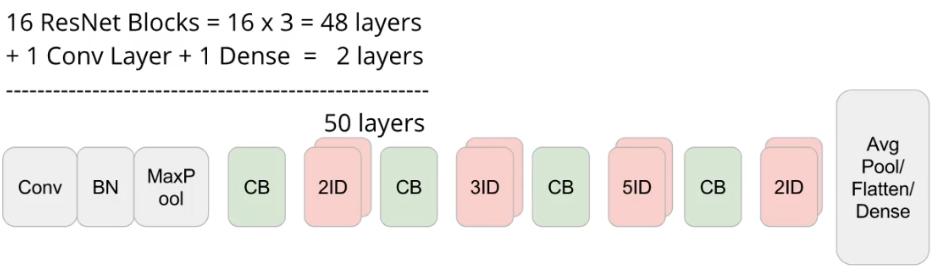 16 ResNet Blocks = 16 x 3 = 48 layers
+ 1 Conv Layer + 1 Dense = 2 layers
-----------------------------------------------------
50 layers
Conv
BN
MaxP
ool
CB
2ID
CB
3ID
CB
5ID
CB
2ID
Avg
Pool/
Flatten/
Dense